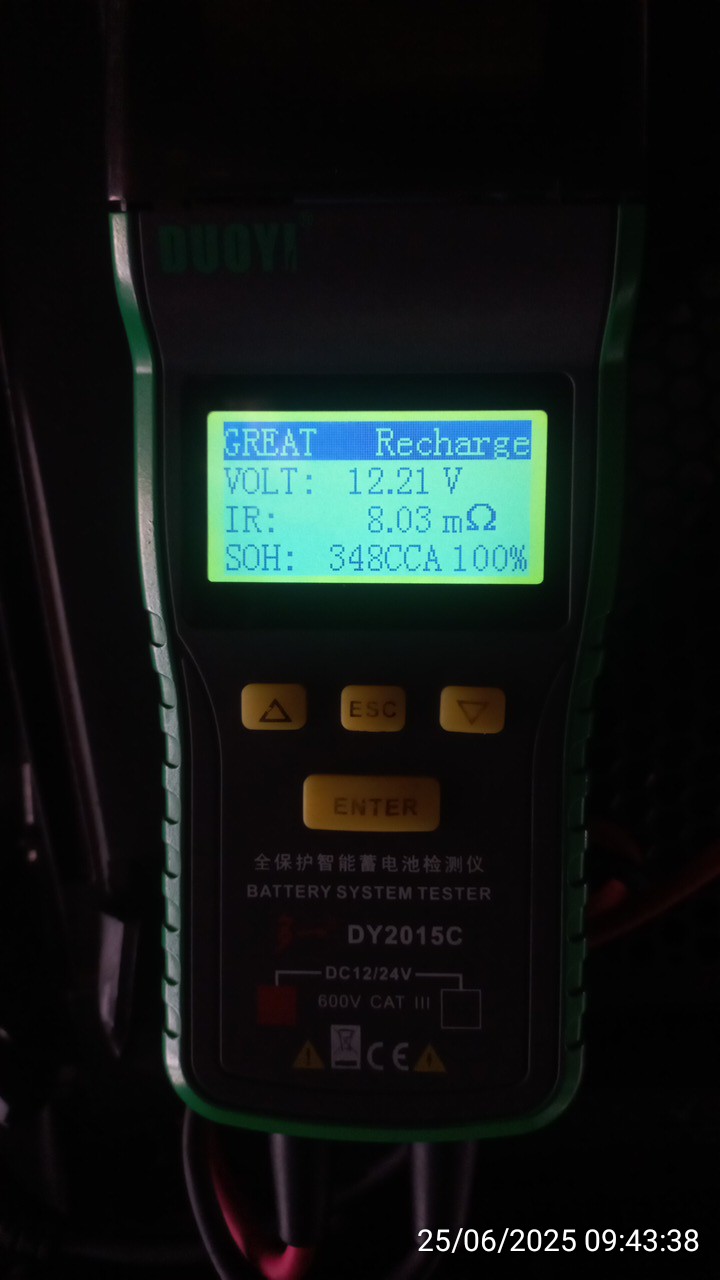 DUOYI
GREAT Recharge
VOLT: 12.21 V
IR: 8.03 mΩ
SOH: 348CCA 100%
ESC
ENTER
全保护智能蓄电池检测仪
BATTERY SYSTEM TESTER
DY2015C
DC12/24V
600V CAT III
CE
25/06/2025 09:43:38